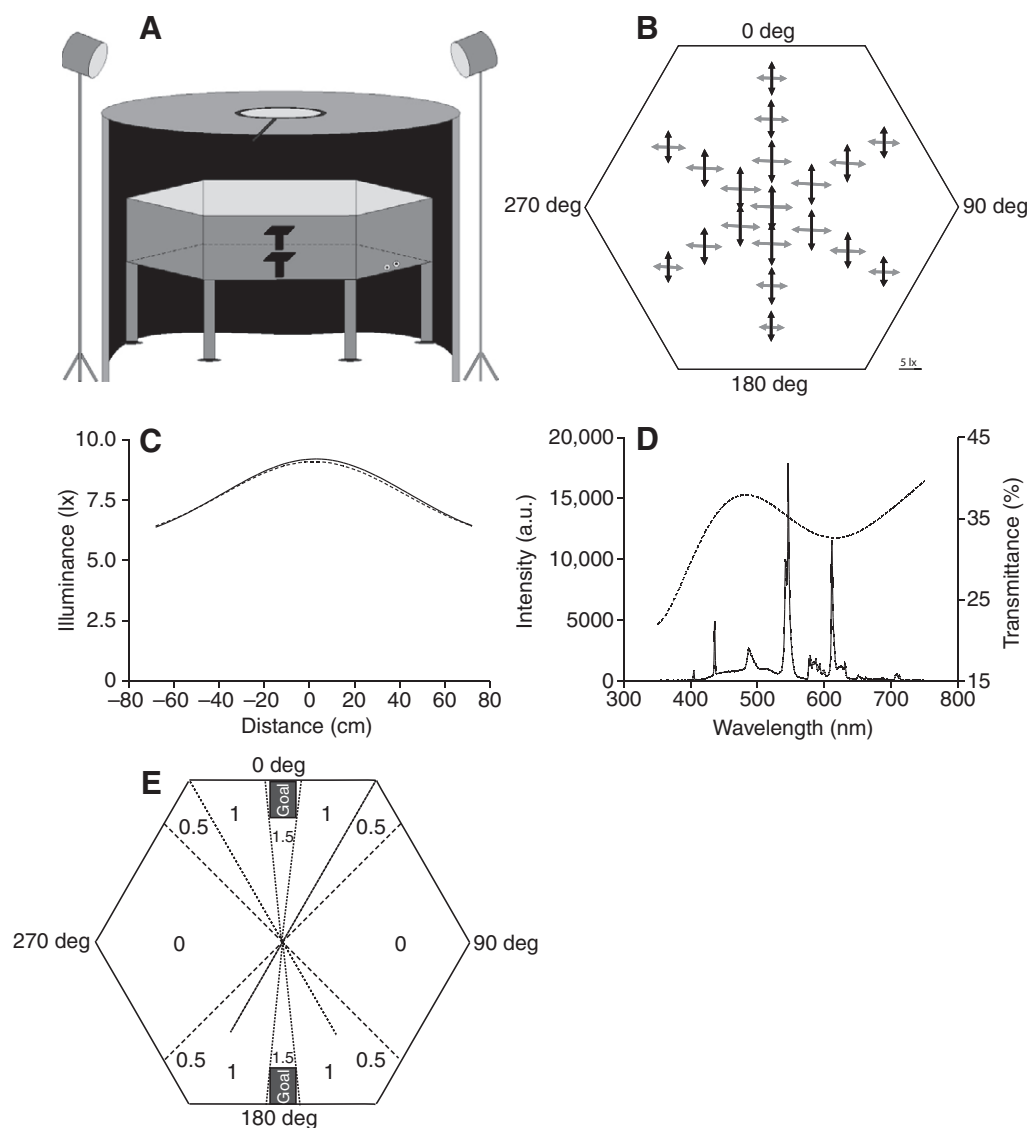 A
B
0 deg
270 deg
90 deg
180 deg
5 lx
C
10.0
7.5
5.0
2.5
0
Illuminance (lx)
–80 –60 –40 –20 0 20 40 60 80
Distance (cm)
D
20,000
15,000
10,000
5000
0
Intensity (a.u.)
45
35
25
15
Transmittance (%)
300 400 500 600 700 800
Wavelength (nm)
E
0 deg
Goal
1 1
0.5 1.5 0.5
270 deg
0 0
90 deg
0.5 1.5 0.5
1 1
Goal
180 deg